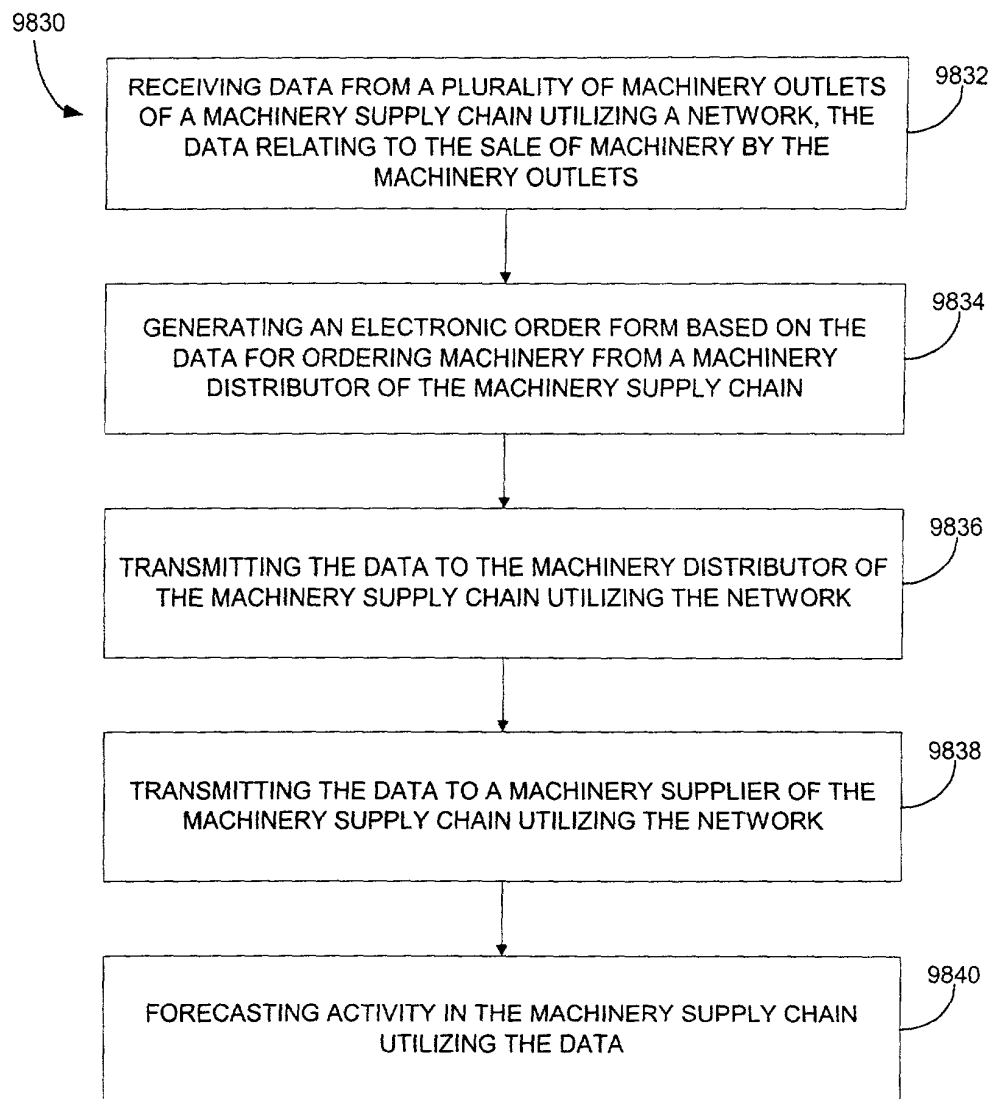 9830
RECEIVING DATA FROM A PLURALITY OF MACHINERY OUTLETS
OF A MACHINERY SUPPLY CHAIN UTILIZING A NETWORK, THE
DATA RELATING TO THE SALE OF MACHINERY BY THE
MACHINERY OUTLETS
9832
GENERATING AN ELECTRONIC ORDER FORM BASED ON THE
DATA FOR ORDERING MACHINERY FROM A MACHINERY
DISTRIBUTOR OF THE MACHINERY SUPPLY CHAIN
9834
TRANSMITTING THE DATA TO THE MACHINERY DISTRIBUTOR OF
THE MACHINERY SUPPLY CHAIN UTILIZING THE NETWORK
9836
TRANSMITTING THE DATA TO A MACHINERY SUPPLIER OF THE
MACHINERY SUPPLY CHAIN UTILIZING THE NETWORK
9838
FORECASTING ACTIVITY IN THE MACHINERY SUPPLY CHAIN
UTILIZING THE DATA
9840